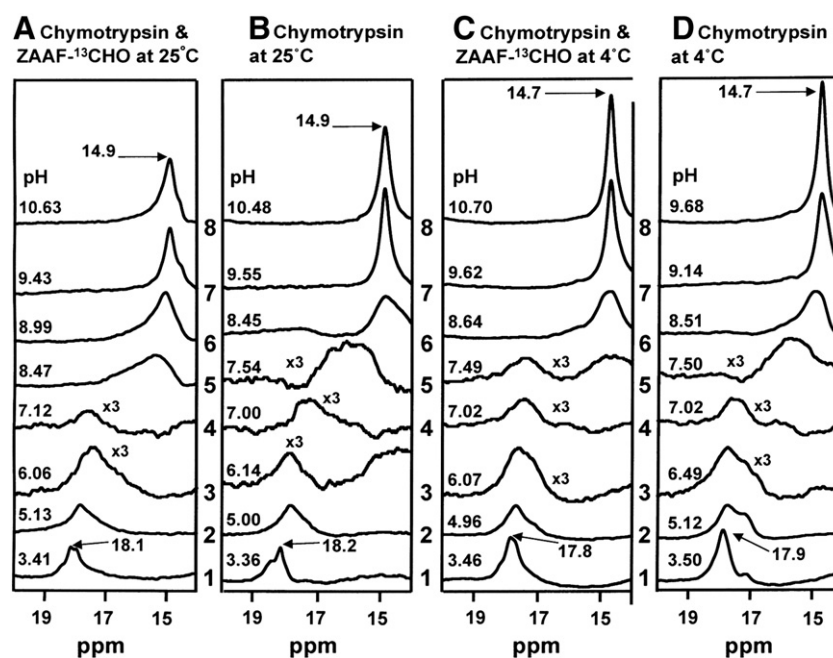 A Chymotrypsin &
ZAAF-¹³CHO at 25˚C
B Chymotrypsin
at 25˚C
C Chymotrypsin &
ZAAF-¹³CHO at 4˚C
D Chymotrypsin
at 4˚C
14.9
pH
10.63
9.43
8.99
8.47
7.12 x3
6.06 x3
5.13
3.41 18.1
19 17 15
ppm
8
7
6
5
4
3
2
1
14.9
pH
10.48
9.55
8.45
7.54 x3
7.00 x3
6.14 x3
5.00
3.36 18.2
19 17 15
ppm
8
7
6
5
4
3
2
1
14.7
pH
10.70
9.62
8.64
7.49 x3
7.02 x3
6.07 x3
4.96
3.46 17.8
19 17 15
ppm
8
7
6
5
4
3
2
1
14.7
pH
9.68
9.14
8.51
7.50 x3
7.02 x3
6.49 x3
5.12
3.50 17.9
19 17 15
ppm